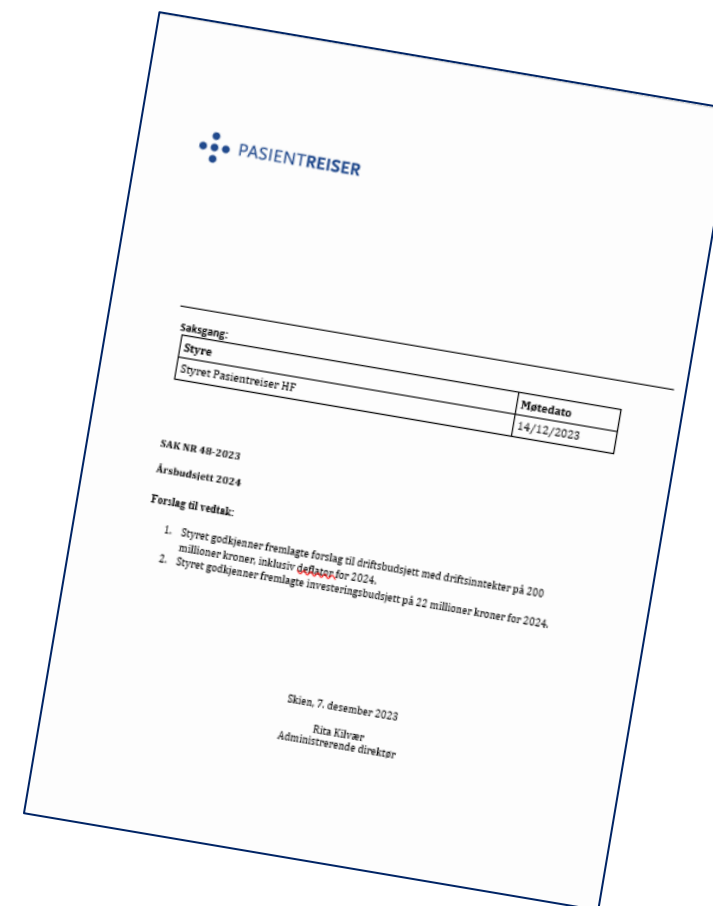 PASIENTREISER
Saksgang:
Styre
Møtedato
Styret Pasientreiser HF
14/12/2023
SAK NR 48-2023
Årsbudsjett 2024
Forslag til vedtak:
1. Styret godkjenner fremlagte forslag til driftsbudsjett med driftsinntekter på 200
millioner kroner, inklusiv deflator for 2024.
2. Styret godkjenner fremlagte investeringsbudsjett på 22 millioner kroner for 2024.
Skien, 7. desember 2023
Rita Kilvær
Administrerende direktør